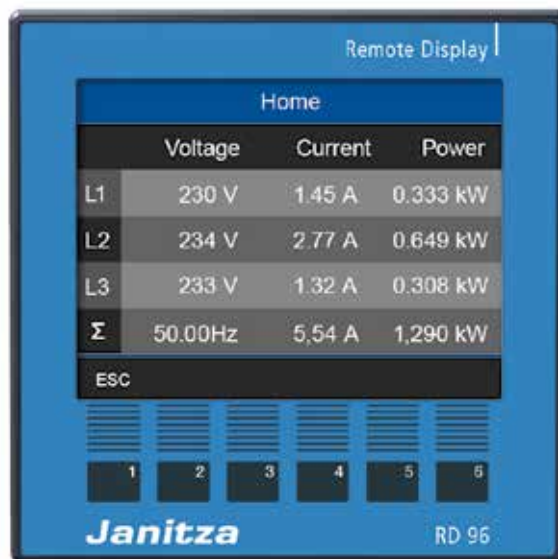 Remote Display
Home
Voltage Current Power
L1 230 V 1.45 A 0.333 kW
L2 234 V 2.77 A 0.649 kW
L3 233 V 1.32 A 0.308 kW
Σ 50.00Hz 5,54 A 1,290 kW
ESC
1 2 3 4 5 6
Janitza RD 96